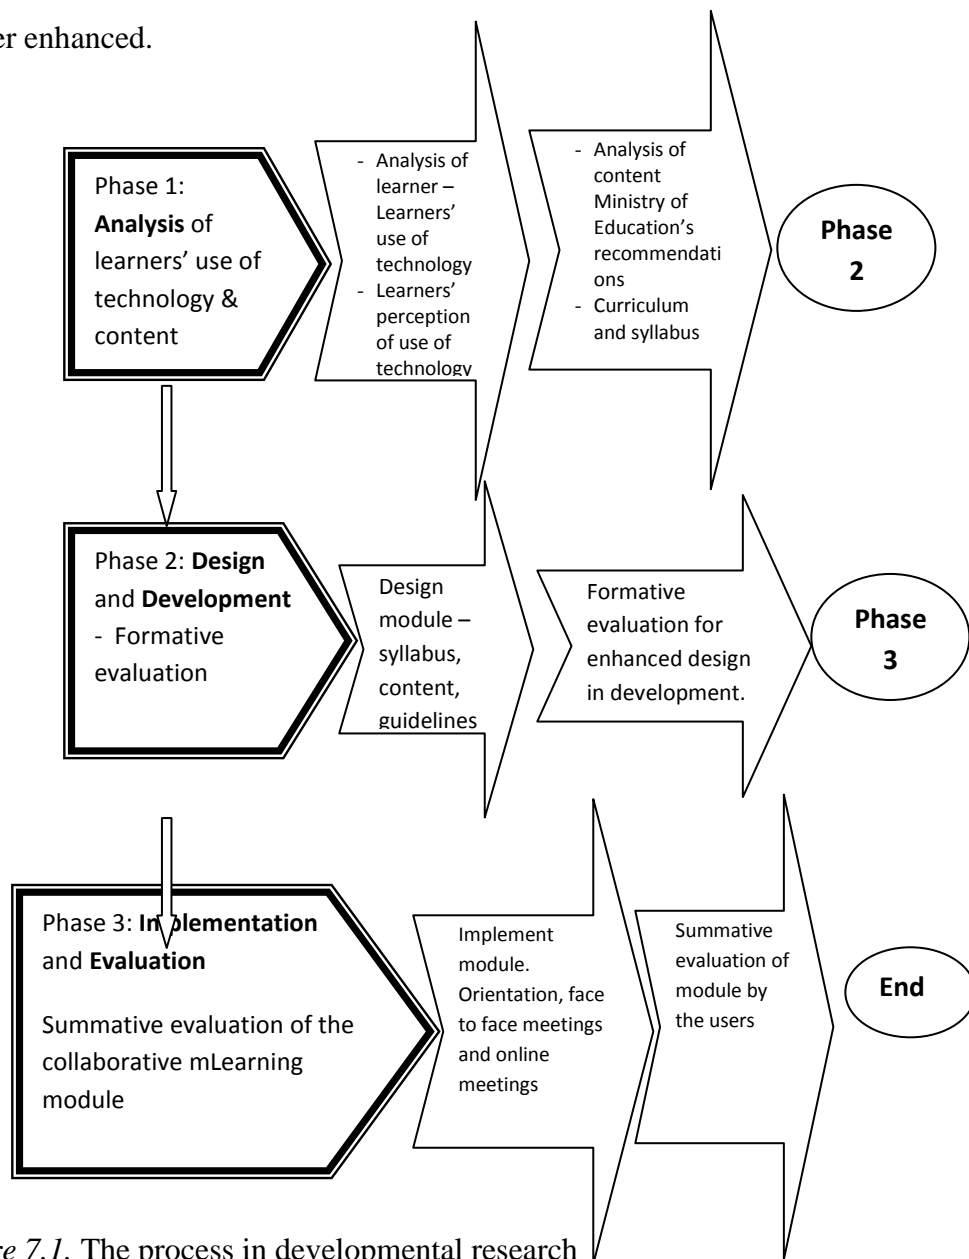 er enhanced.
Phase 1:
Analysis of
learners’ use of
technology &
content
- Analysis of
learner –
Learners’
use of
technology
- Learners’
perception
of use of
technology
- Analysis of
content
Ministry of
Education’s
recommendati
ons
- Curriculum
and syllabus
Phase
2
Phase 2: Design
and Development
- Formative
evaluation
Design
module –
syllabus,
content,
guidelines
Formative
evaluation for
enhanced design
in development.
Phase
3
Phase 3: Implementation
and Evaluation
Summative evaluation of the
collaborative mLearning
module
Implement
module.
Orientation, face
to face meetings
and online
meetings
Summative
evaluation of
module by
the users
End
re 7.1. The process in developmental research